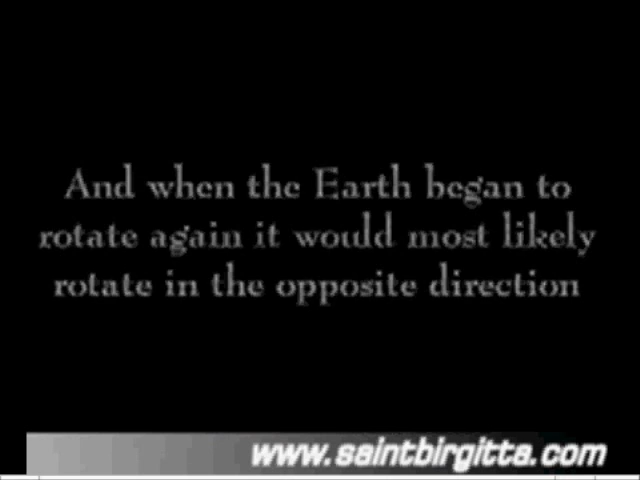 And when the Earth began to
rotate again it would most likely
rotate in the opposite direction
www.saintbirgitta.com